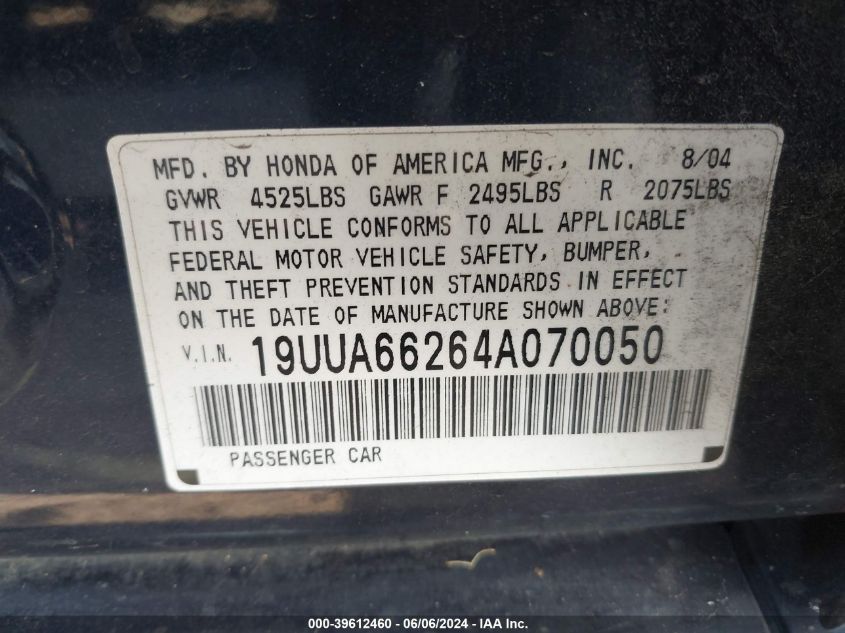 MFD. BY HONDA OF AMERICA MFG., INC. 8/04
GVWR 4525LBS GAWR F 2495LBS R 2075LBS
THIS VEHICLE CONFORMS TO ALL APPLICABLE
FEDERAL MOTOR VEHICLE SAFETY, BUMPER,
AND THEFT PREVENTION STANDARDS IN EFFECT
ON THE DATE OF MANUFACTURE SHOWN ABOVE:
V.I.N. 19UUA66264A070050
PASSENGER CAR
000-39612460 - 06/06/2024 - IAA Inc.